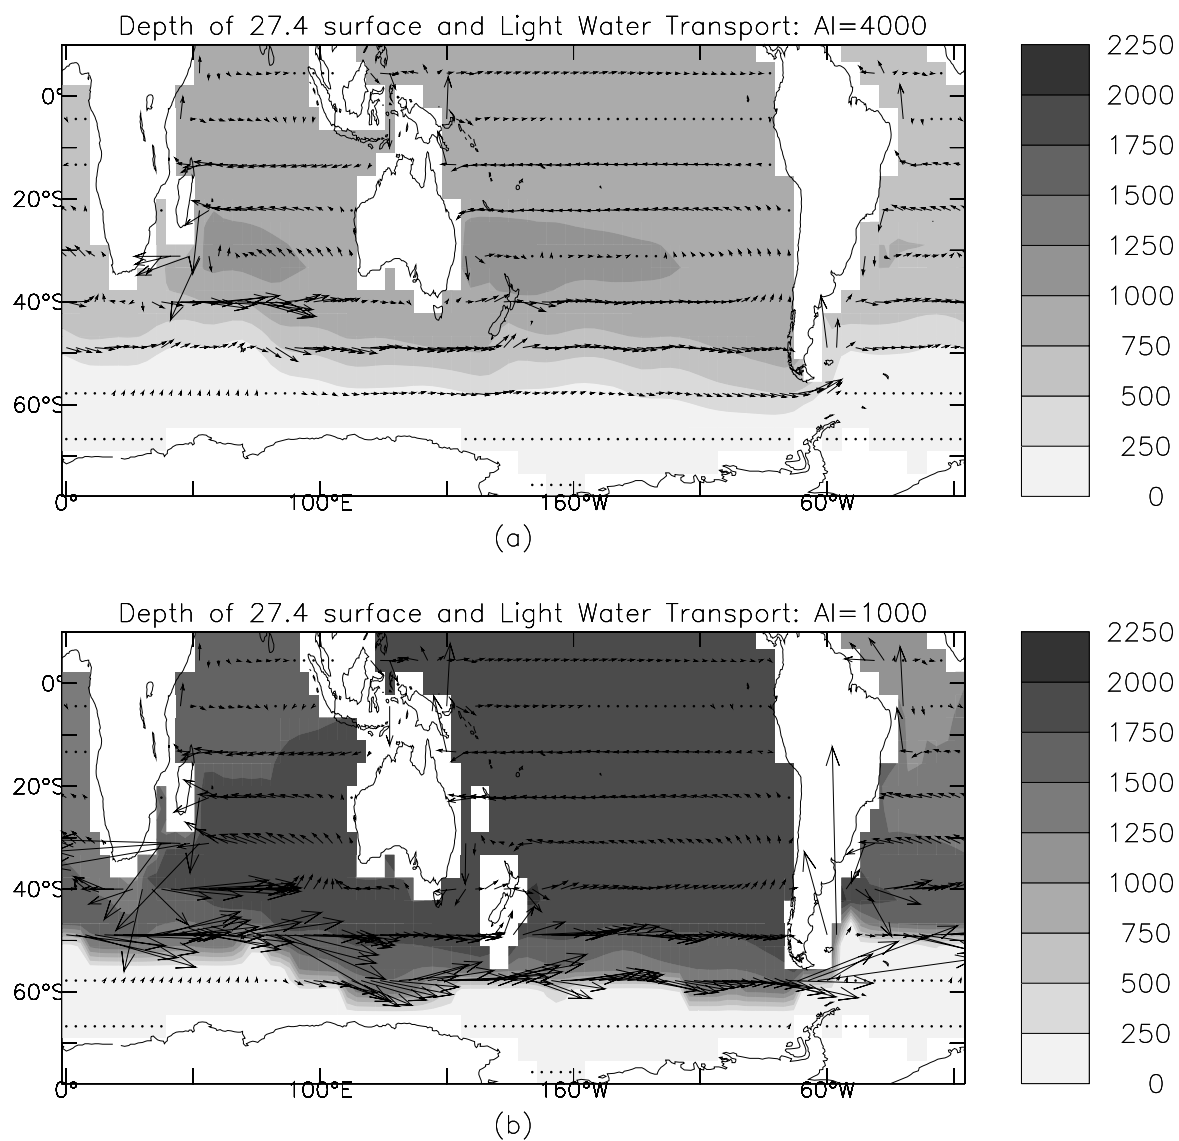 Depth of 27.4 surface and Light Water Transport: AI=4000
0°
20°S
40°S
60°S
0°
100°E
160°W
60°W
2250
2000
1750
1500
1250
1000
750
500
250
0
(a)
Depth of 27.4 surface and Light Water Transport: AI=1000
0°
20°S
40°S
60°S
0°
100°E
160°W
60°W
2250
2000
1750
1500
1250
1000
750
500
250
0
(b)